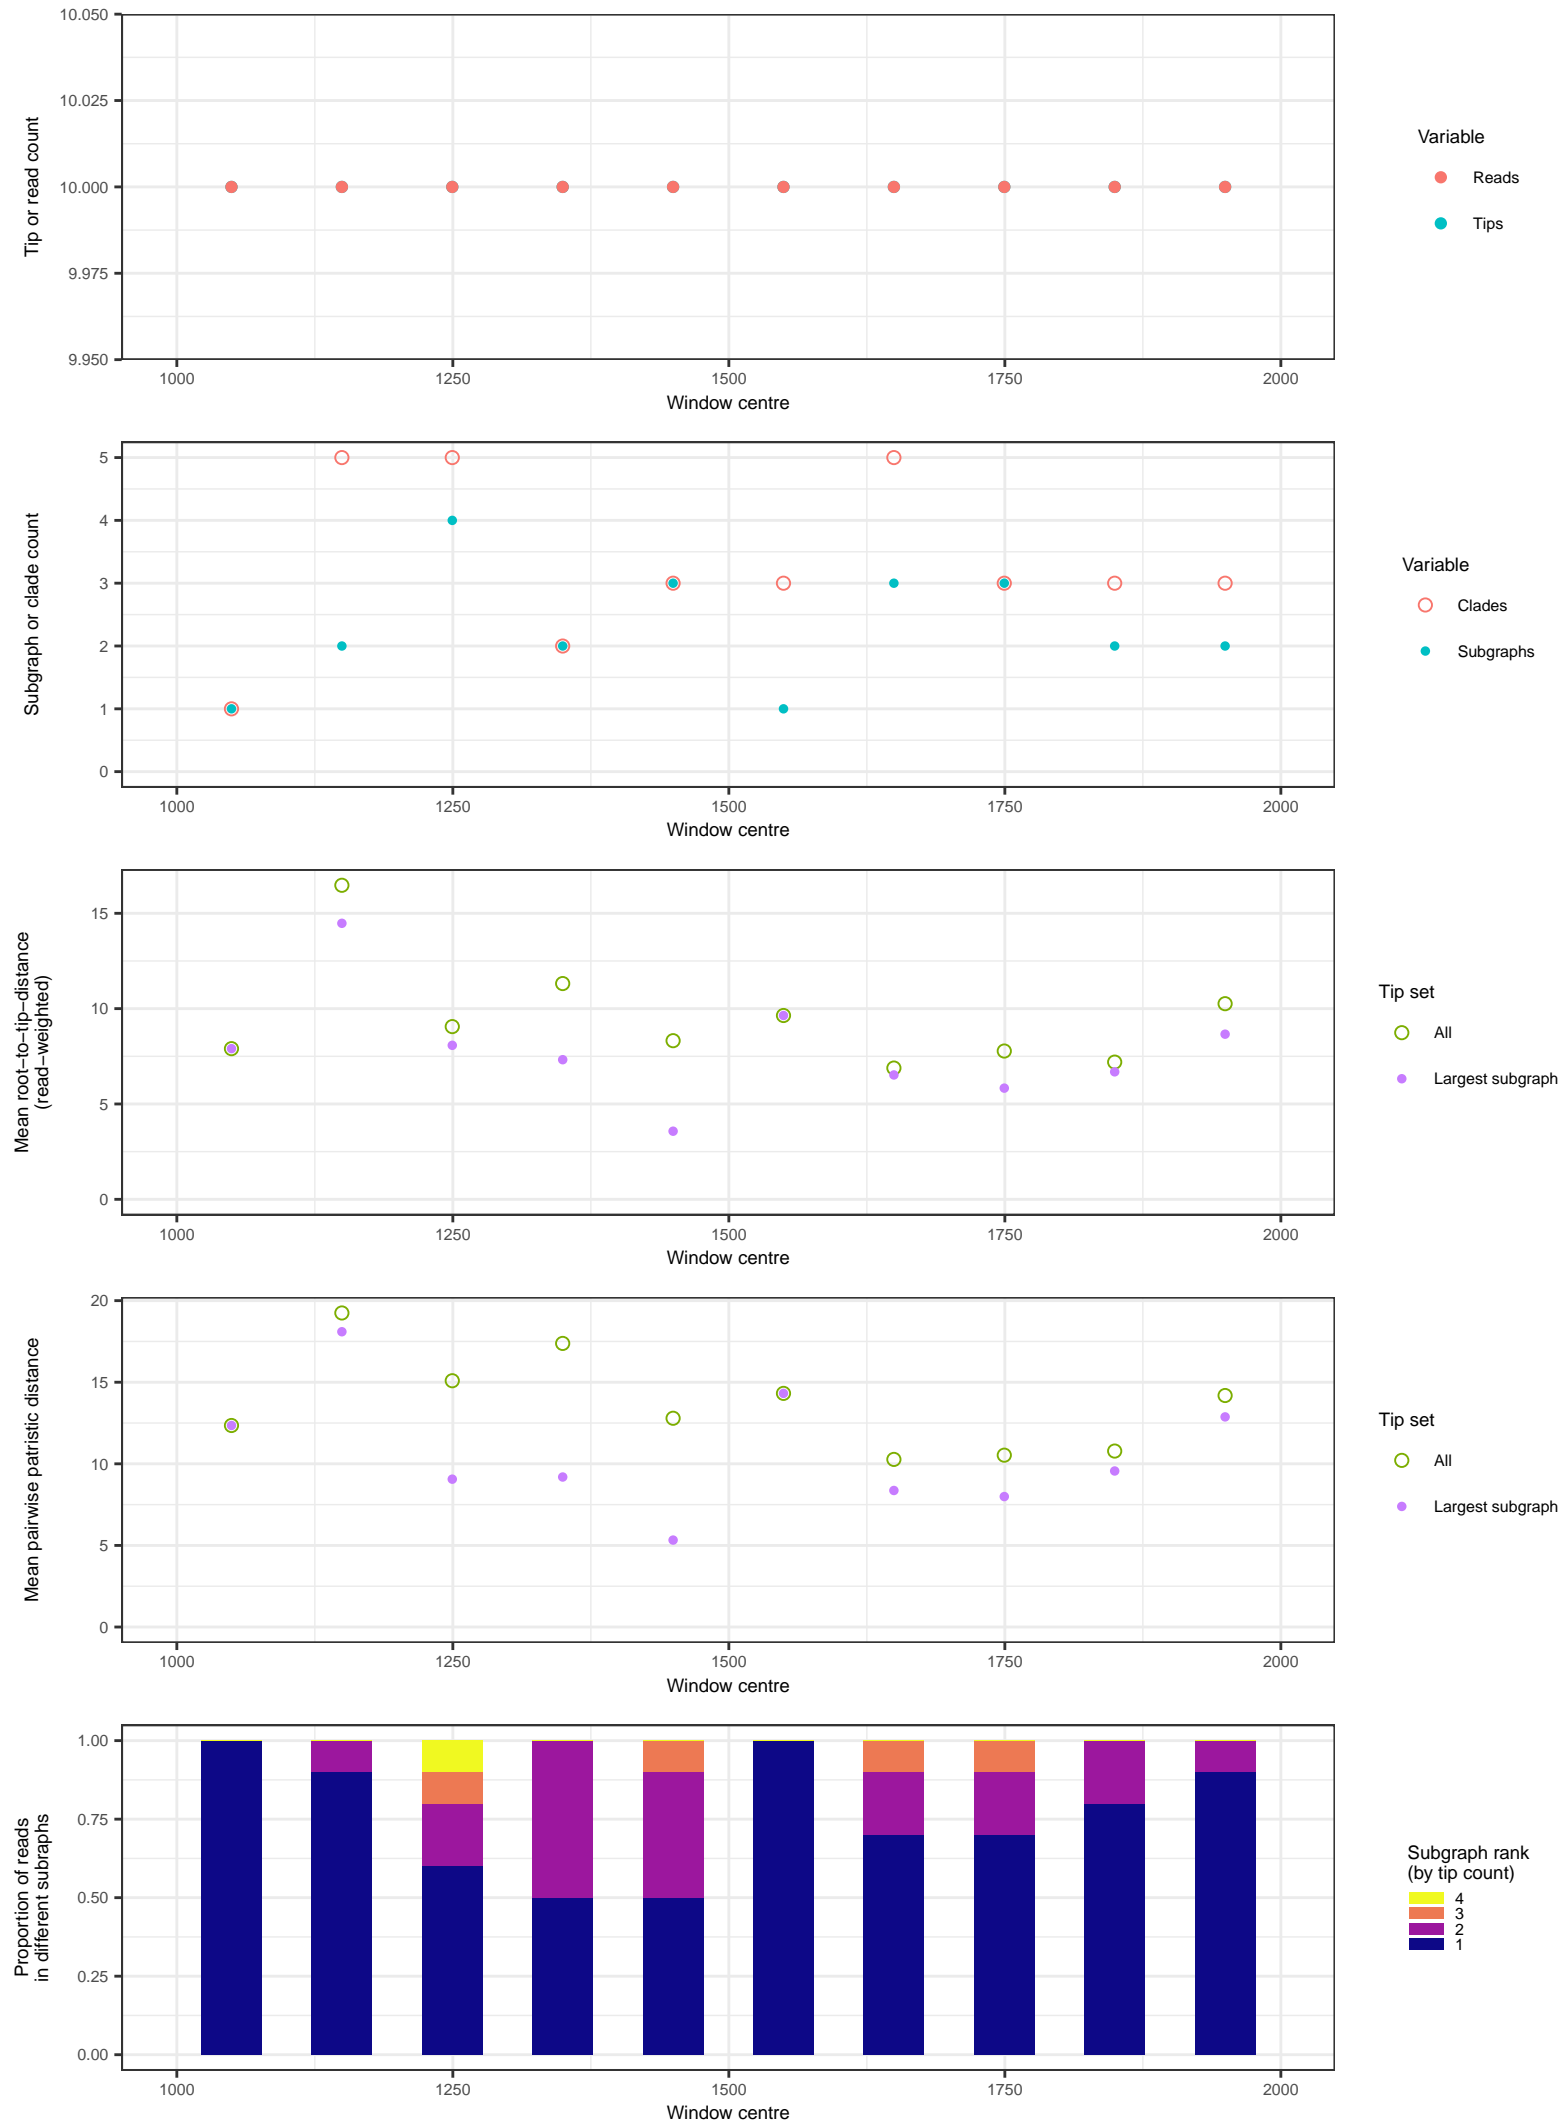 10.050
10.025
10.000
9.975
9.950
Tip or read count
1000 1250 1500 1750 2000
Window centre
Variable
Reads
Tips
5
4
3
2
1
0
Subgraph or clade count
1000 1250 1500 1750 2000
Window centre
Variable
Clades
Subgraphs
15
10
5
0
Mean root−to−tip−distance
(read−weighted)
1000 1250 1500 1750 2000
Window centre
Tip set
All
Largest subgraph
20
15
10
5
0
Mean pairwise patristic distance
1000 1250 1500 1750 2000
Window centre
Tip set
All
Largest subgraph
1.00
0.75
0.50
0.25
0.00
Proportion of reads
in different subraphs
1000 1250 1500 1750 2000
Window centre
Subgraph rank
(by tip count)
4
3
2
1